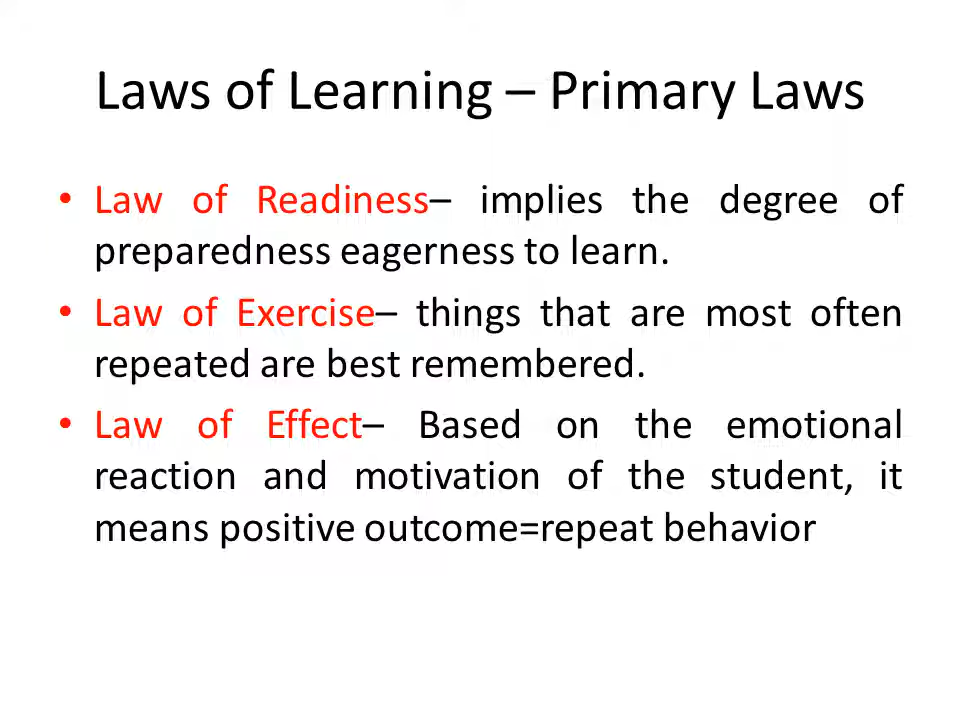 Laws of Learning – Primary Laws
• Law of Readiness– implies the degree of
preparedness eagerness to learn.
• Law of Exercise– things that are most often
repeated are best remembered.
• Law of Effect– Based on the emotional
reaction and motivation of the student, it
means positive outcome=repeat behavior